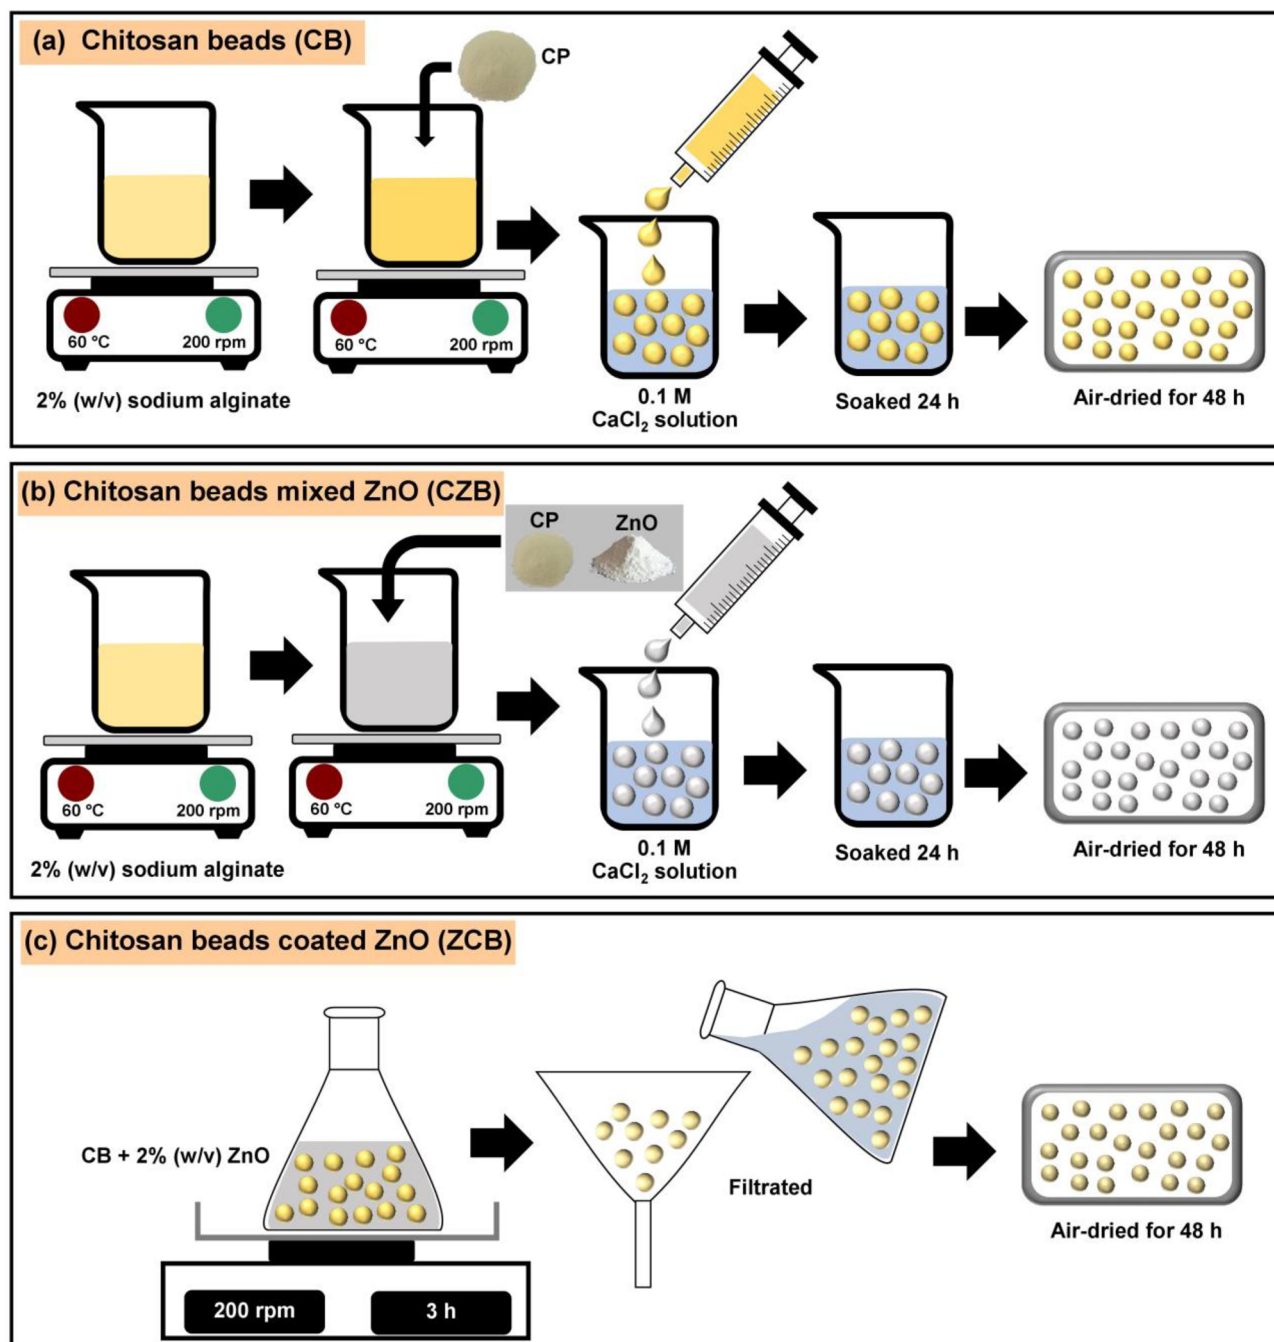 (a) Chitosan beads (CB)
CP
60 °C
200 rpm
60 °C
200 rpm
2% (w/v) sodium alginate
0.1 M
CaCl₂ solution
Soaked 24 h
Air-dried for 48 h
(b) Chitosan beads mixed ZnO (CZB)
CP
ZnO
60 °C
200 rpm
60 °C
200 rpm
2% (w/v) sodium alginate
0.1 M
CaCl₂ solution
Soaked 24 h
Air-dried for 48 h
(c) Chitosan beads coated ZnO (ZCB)
CB + 2% (w/v) ZnO
200 rpm
3 h
Filtrated
Air-dried for 48 h